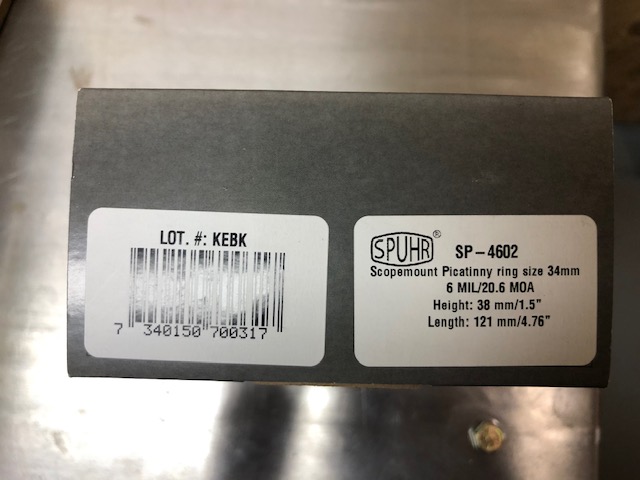 LOT. #: KEBK
7 340150 700317
SPUHR® SP-4602
Scopemount Picatinny ring size 34mm
6 MIL/20.6 MOA
Height: 38 mm/1.5"
Length: 121 mm/4.76"